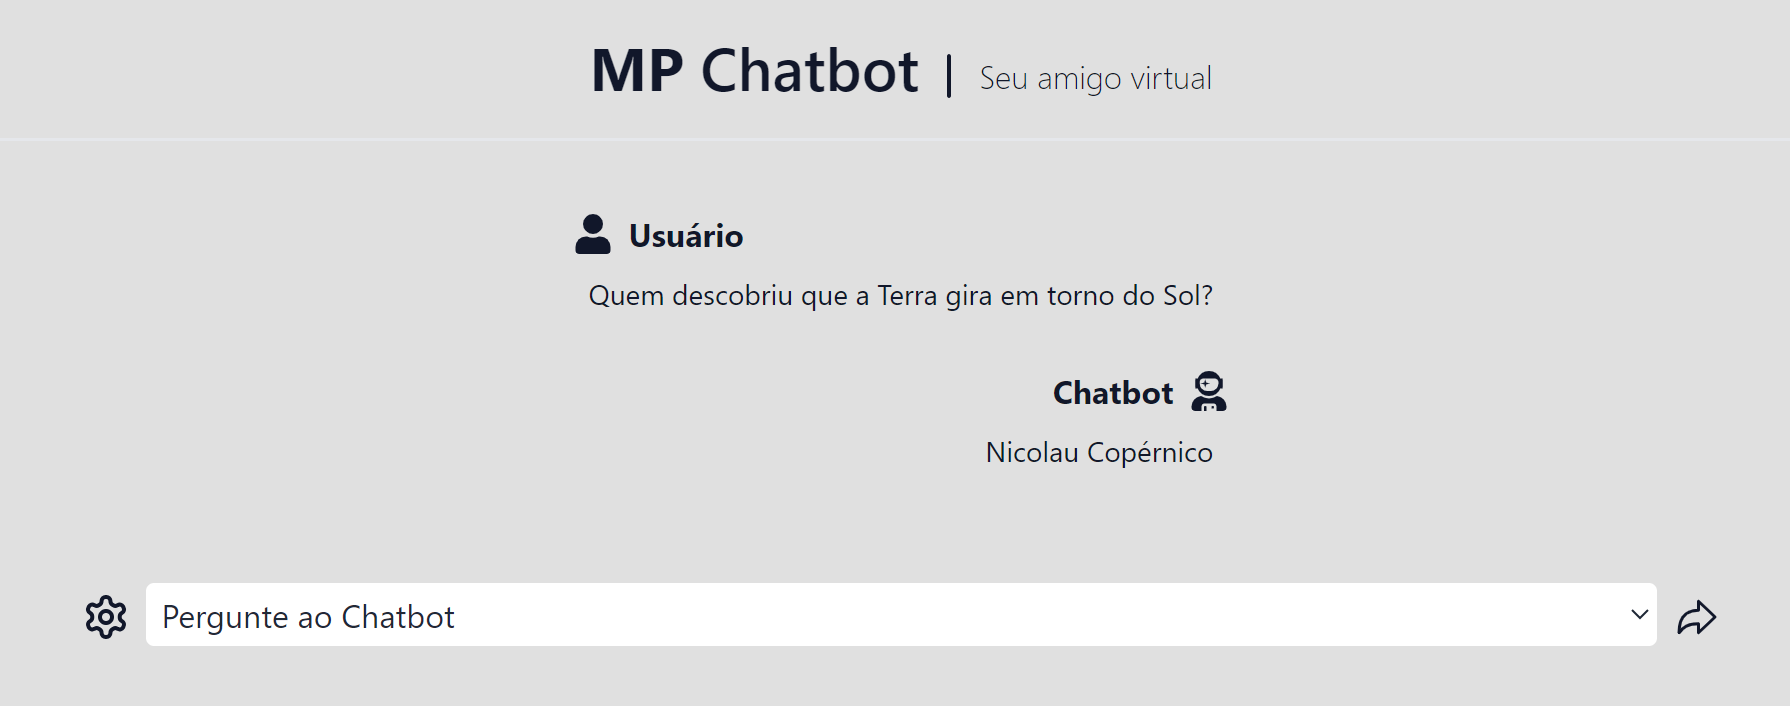 MP Chatbot | Seu amigo virtual
Usuário
Quem descobriu que a Terra gira em torno do Sol?
Chatbot
Nicolau Copérnico
Pergunte ao Chatbot